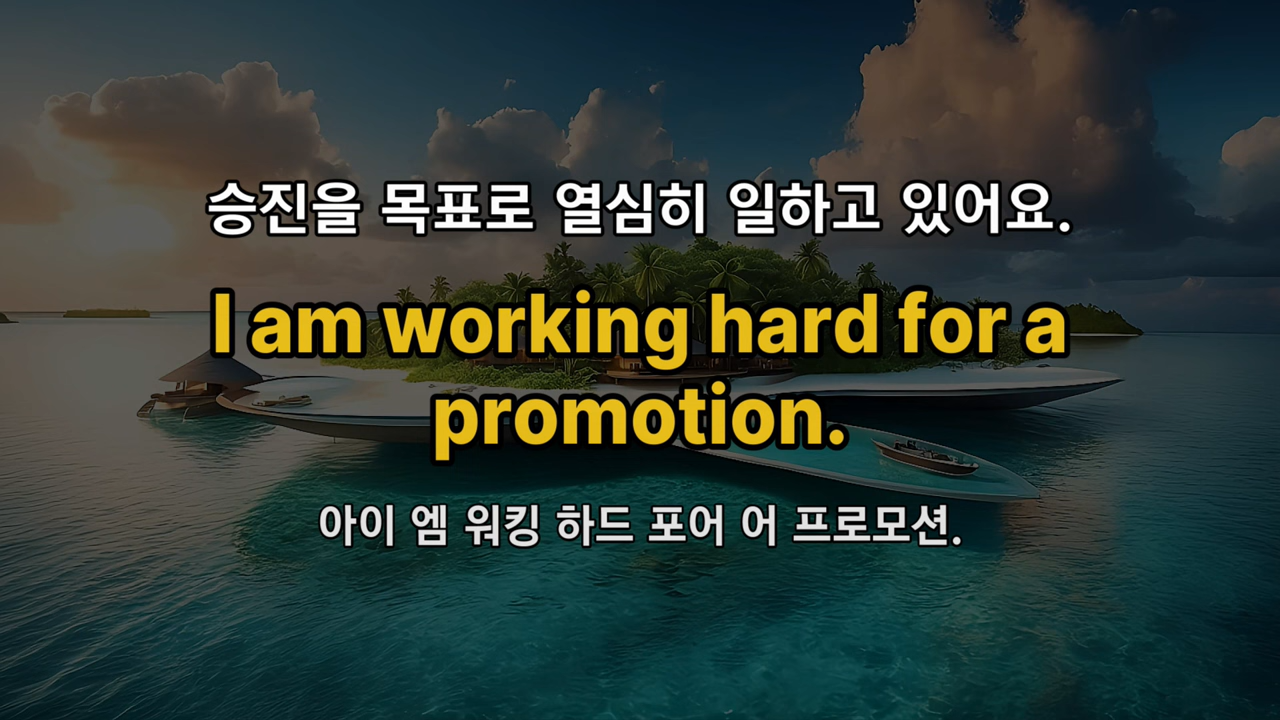 승진을 목표로 열심히 일하고 있어요.
I am working hard for a
promotion.
아이 엠 워킹 하드 포어 어 프로모션.